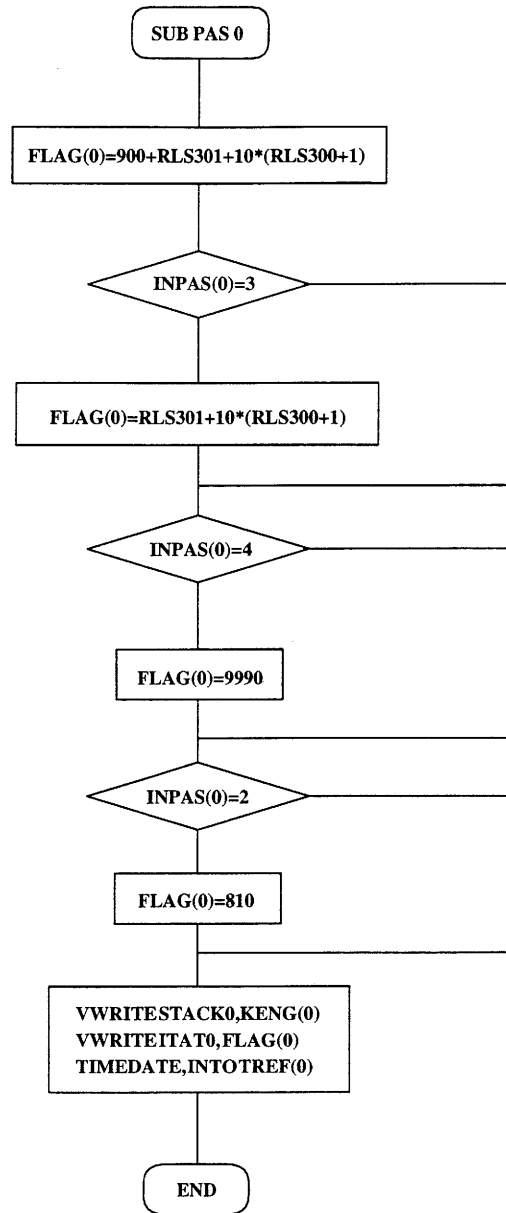 SUB PAS 0
FLAG(0)=900+RLS301+10*(RLS300+1)
INPAS(0)=3
FLAG(0)=RLS301+10*(RLS300+1)
INPAS(0)=4
FLAG(0)=9990
INPAS(0)=2
FLAG(0)=810
VWRITESTACK0,KENG(0)
VWRITEITAT0,FLAG(0)
TIMEDATE,INTOTREF(0)
END